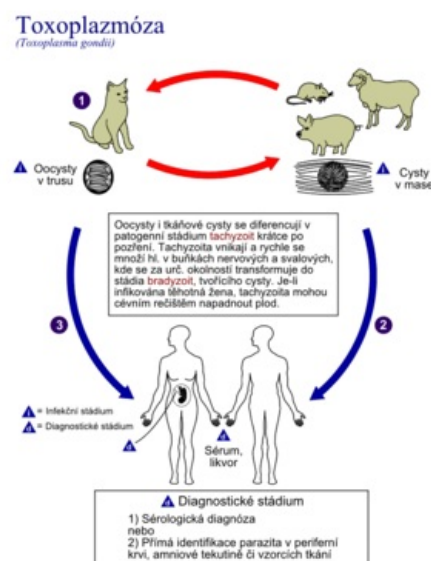 Toxoplazmóza
(Toxoplasma gondii)
1
i Oocysty
v trusu
i Cysty
v mase
Oocysty i tkáňové cysty se diferencují v
patogenní stádium tachyzoit krátce po
pozření. Tachyzoita vnikají a rychle se
množí hl. v buňkách nervových a svalových,
kde se za urč. okolností transformuje do
stádia bradyzoit, tvořícího cysty. Je-li
infikována těhotná žena, tachyzoita mohou
cévním rečištěm napadnout plod.
3
2
i = Infekční stádium
d = Diagnostické stádium
d
d
Sérum,
likvor
d Diagnostické stádium
1) Sérologická diagnóza
nebo
2) Přímá identifikace parazita v periferní
krvi, amniové tekutině či vzorcích tkání